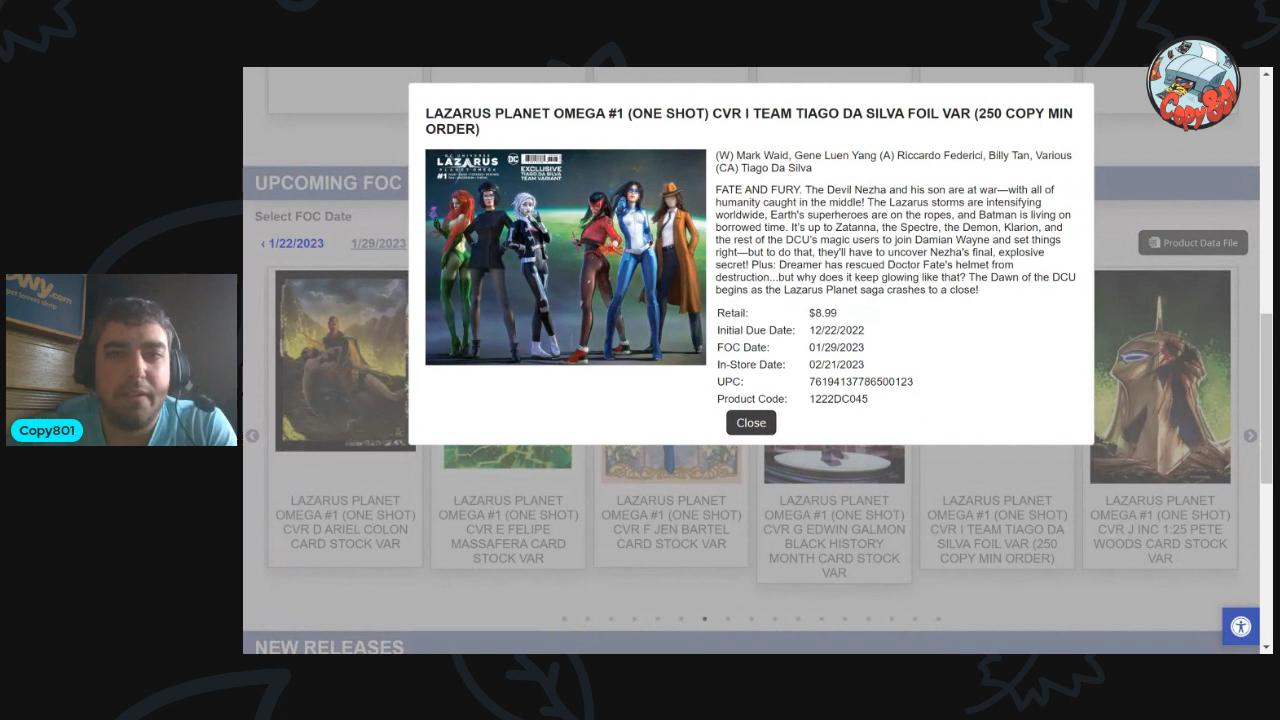 LAZARUS PLANET OMEGA #1 (ONE SHOT) CVR I TEAM TIAGO DA SILVA FOIL VAR (250 COPY MIN
ORDER)
DC UNIVERSE
LAZARUS
PLANET OMEGA
#1
DC
EXCLUSIVE
TIAGO DA SILVA
TEAM VARIANT
(W) Mark Waid, Gene Luen Yang (A) Riccardo Federici, Billy Tan, Various
(CA) Tiago Da Silva
FATE AND FURY. The Devil Nezha and his son are at war—with all of
humanity caught in the middle! The Lazarus storms are intensifying
worldwide, Earth's superheroes are on the ropes, and Batman is living on
borrowed time. It's up to Zatanna, the Spectre, the Demon, Klarion, and
the rest of the DCU's magic users to join Damian Wayne and set things
right—but to do that, they'll have to uncover Nezha's final, explosive
secret! Plus: Dreamer has rescued Doctor Fate's helmet from
destruction...but why does it keep glowing like that? The Dawn of the DCU
begins as the Lazarus Planet saga crashes to a close!
Retail: $8.99
Initial Due Date: 12/22/2022
FOC Date: 01/29/2023
In-Store Date: 02/21/2023
UPC: 76194137786500123
Product Code: 1222DC045
Close
Copy801
UPCOMING FOC
Select FOC Date
‹ 1/22/2023 1/29/2023
Product Data File
Copy801
LAZARUS PLANET
OMEGA #1 (ONE SHOT)
CVR D ARIEL COLON
CARD STOCK VAR
LAZARUS PLANET
OMEGA #1 (ONE SHOT)
CVR E FELIPE
MASSAFERA CARD
STOCK VAR
LAZARUS PLANET
OMEGA #1 (ONE SHOT)
CVR F JEN BARTEL
CARD STOCK VAR
LAZARUS PLANET
OMEGA #1 (ONE SHOT)
CVR G EDWIN GALMON
BLACK HISTORY
MONTH CARD STOCK
VAR
LAZARUS PLANET
OMEGA #1 (ONE SHOT)
CVR I TEAM TIAGO DA
SILVA FOIL VAR (250
COPY MIN ORDER)
LAZARUS PLANET
OMEGA #1 (ONE SHOT)
CVR J INC 1:25 PETE
WOODS CARD STOCK
VAR
NEW RELEASES